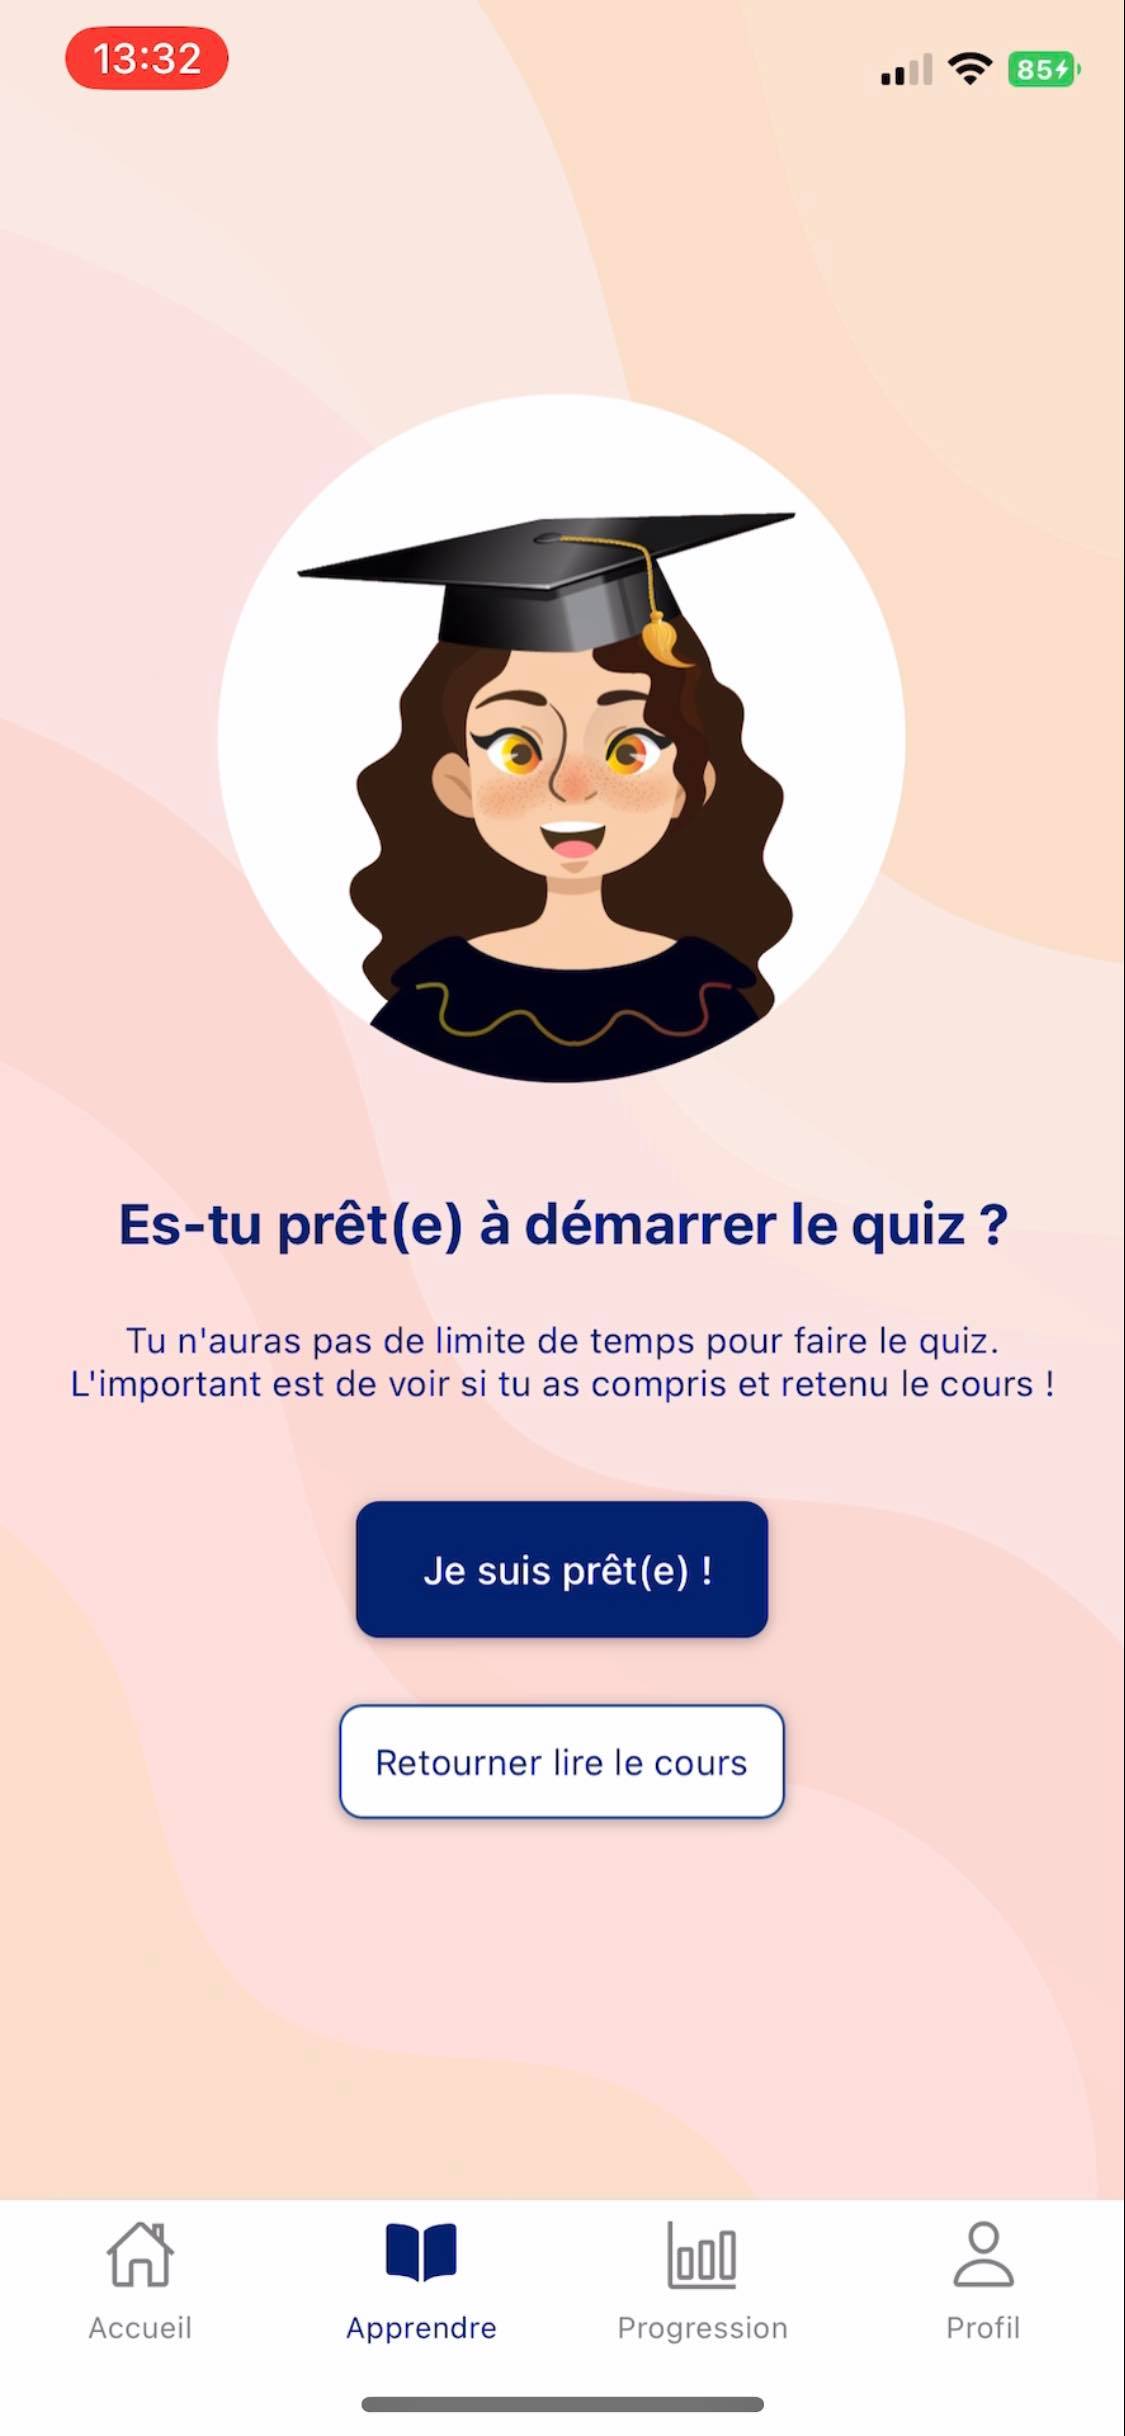 13:32
85
Es-tu prêt(e) à démarrer le quiz ?
Tu n'auras pas de limite de temps pour faire le quiz.
L'important est de voir si tu as compris et retenu le cours !
Je suis prêt(e) !
Retourner lire le cours
Accueil
Apprendre
Progression
Profil